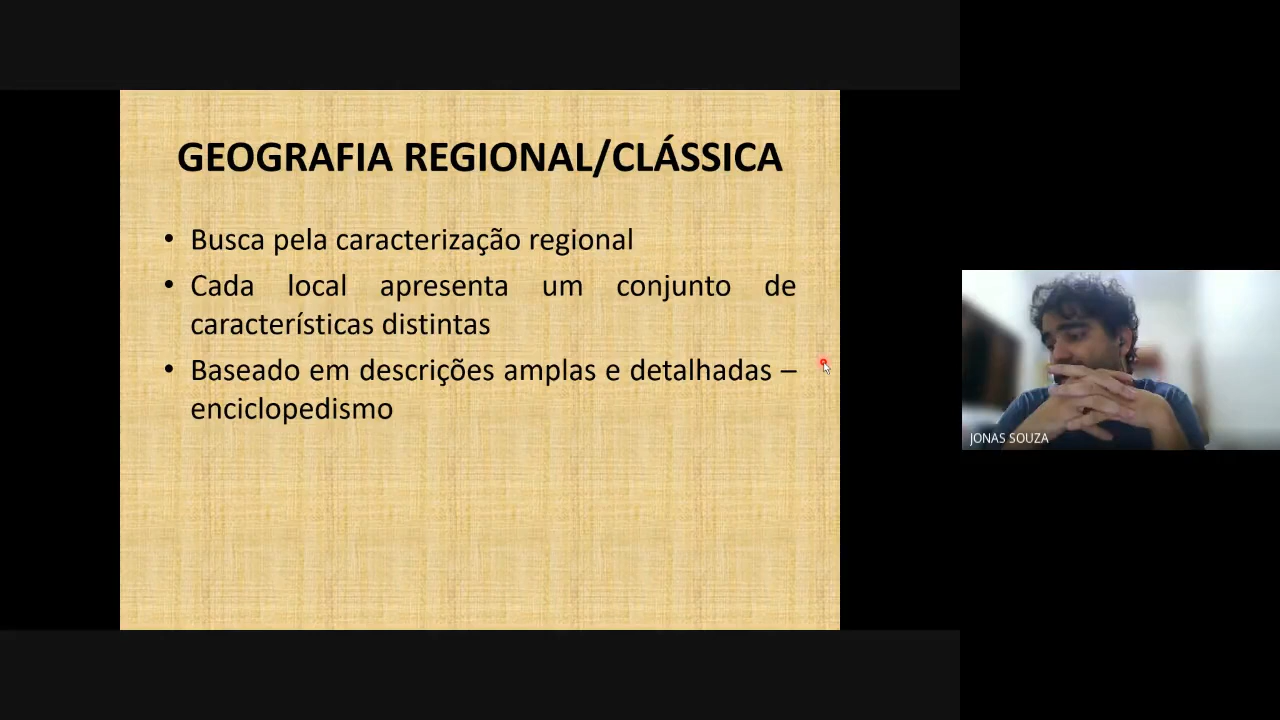 GEOGRAFIA REGIONAL/CLÁSSICA
• Busca pela caracterização regional
• Cada local apresenta um conjunto de
características distintas
• Baseado em descrições amplas e detalhadas –
enciclopedismo
JONAS SOUZA